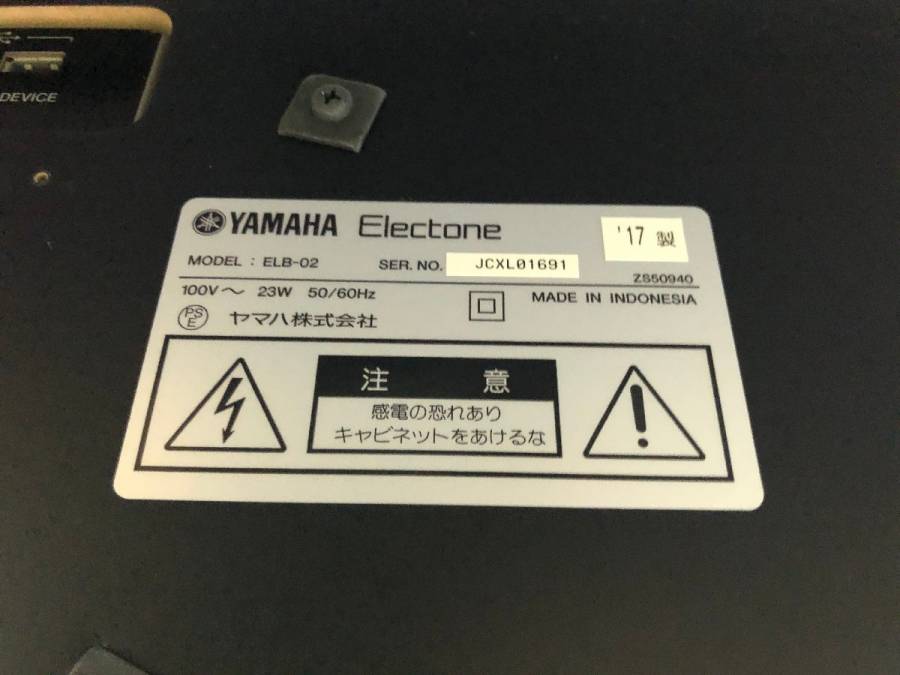 DEVICE
YAMAHA Electone
'17 製
MODEL : ELB-02 SER. NO. JCXL01691
ZS50940
100V～ 23W 50/60Hz
MADE IN INDONESIA
PSE ヤマハ株式会社
注意
感電の恐れあり
キャビネットをあけるな